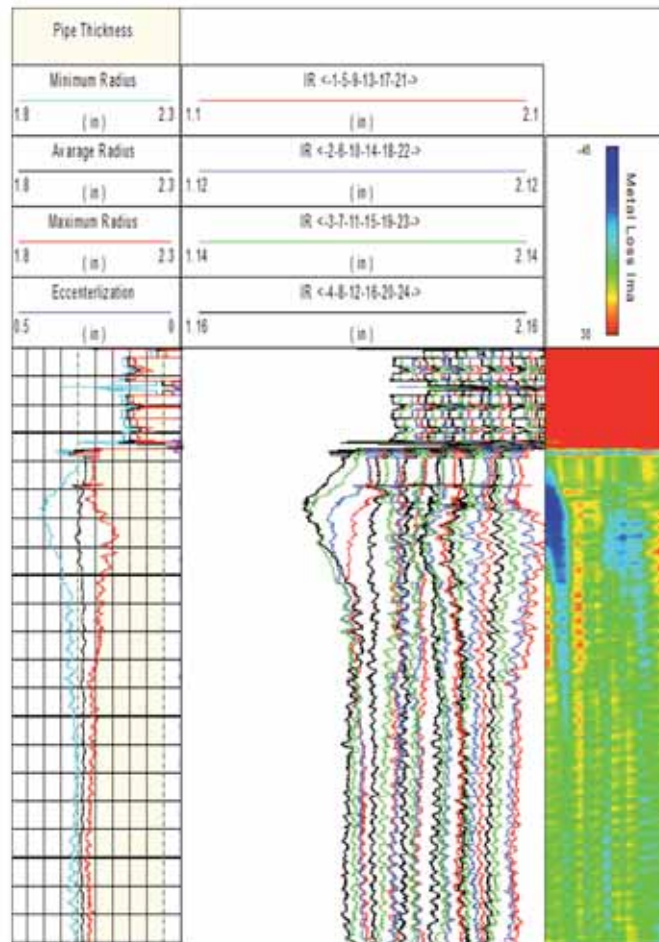 Pipe Thickness
Minimum Radius
1.8 (in) 2.3
Avarage Radius
1.8 (in) 2.3
Maximum Radius
1.8 (in) 2.3
Eccenterlization
0.5 (in) 0
IR <-1-5-9-13-17-21->
1.1 (in) 2.1
IR <-2-6-10-14-18-22->
1.12 (in) 2.12
IR <-3-7-11-15-19-23->
1.14 (in) 2.14
IR <-4-8-12-16-20-24->
1.16 (in) 2.16
Metal Loss Ima
30